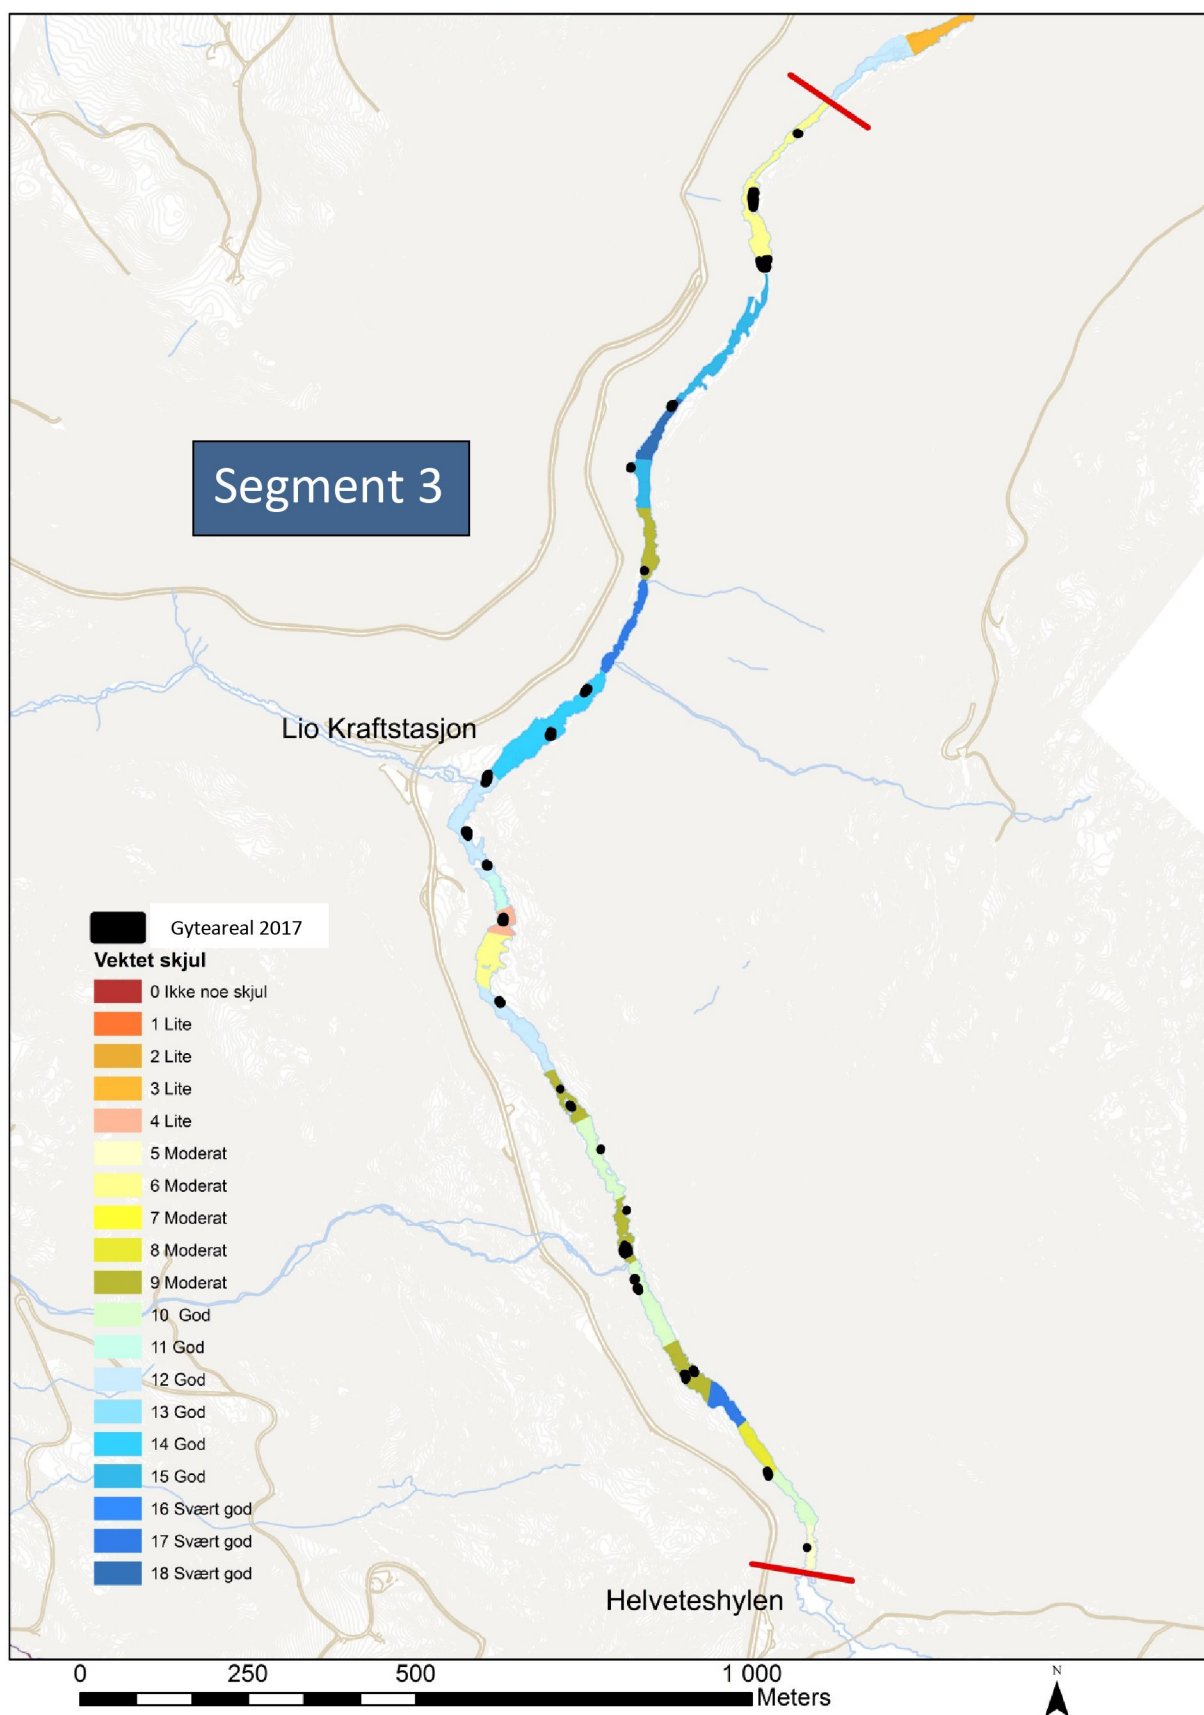 Segment 3
Lio Kraftstasjon
Gyteareal 2017
Vektet skjul
0 Ikke noe skjul
1 Lite
2 Lite
3 Lite
4 Lite
5 Moderat
6 Moderat
7 Moderat
8 Moderat
9 Moderat
10 God
11 God
12 God
13 God
14 God
15 God
16 Svært god
17 Svært god
18 Svært god
Helveteshylen
0 250 500 1 000
Meters
N